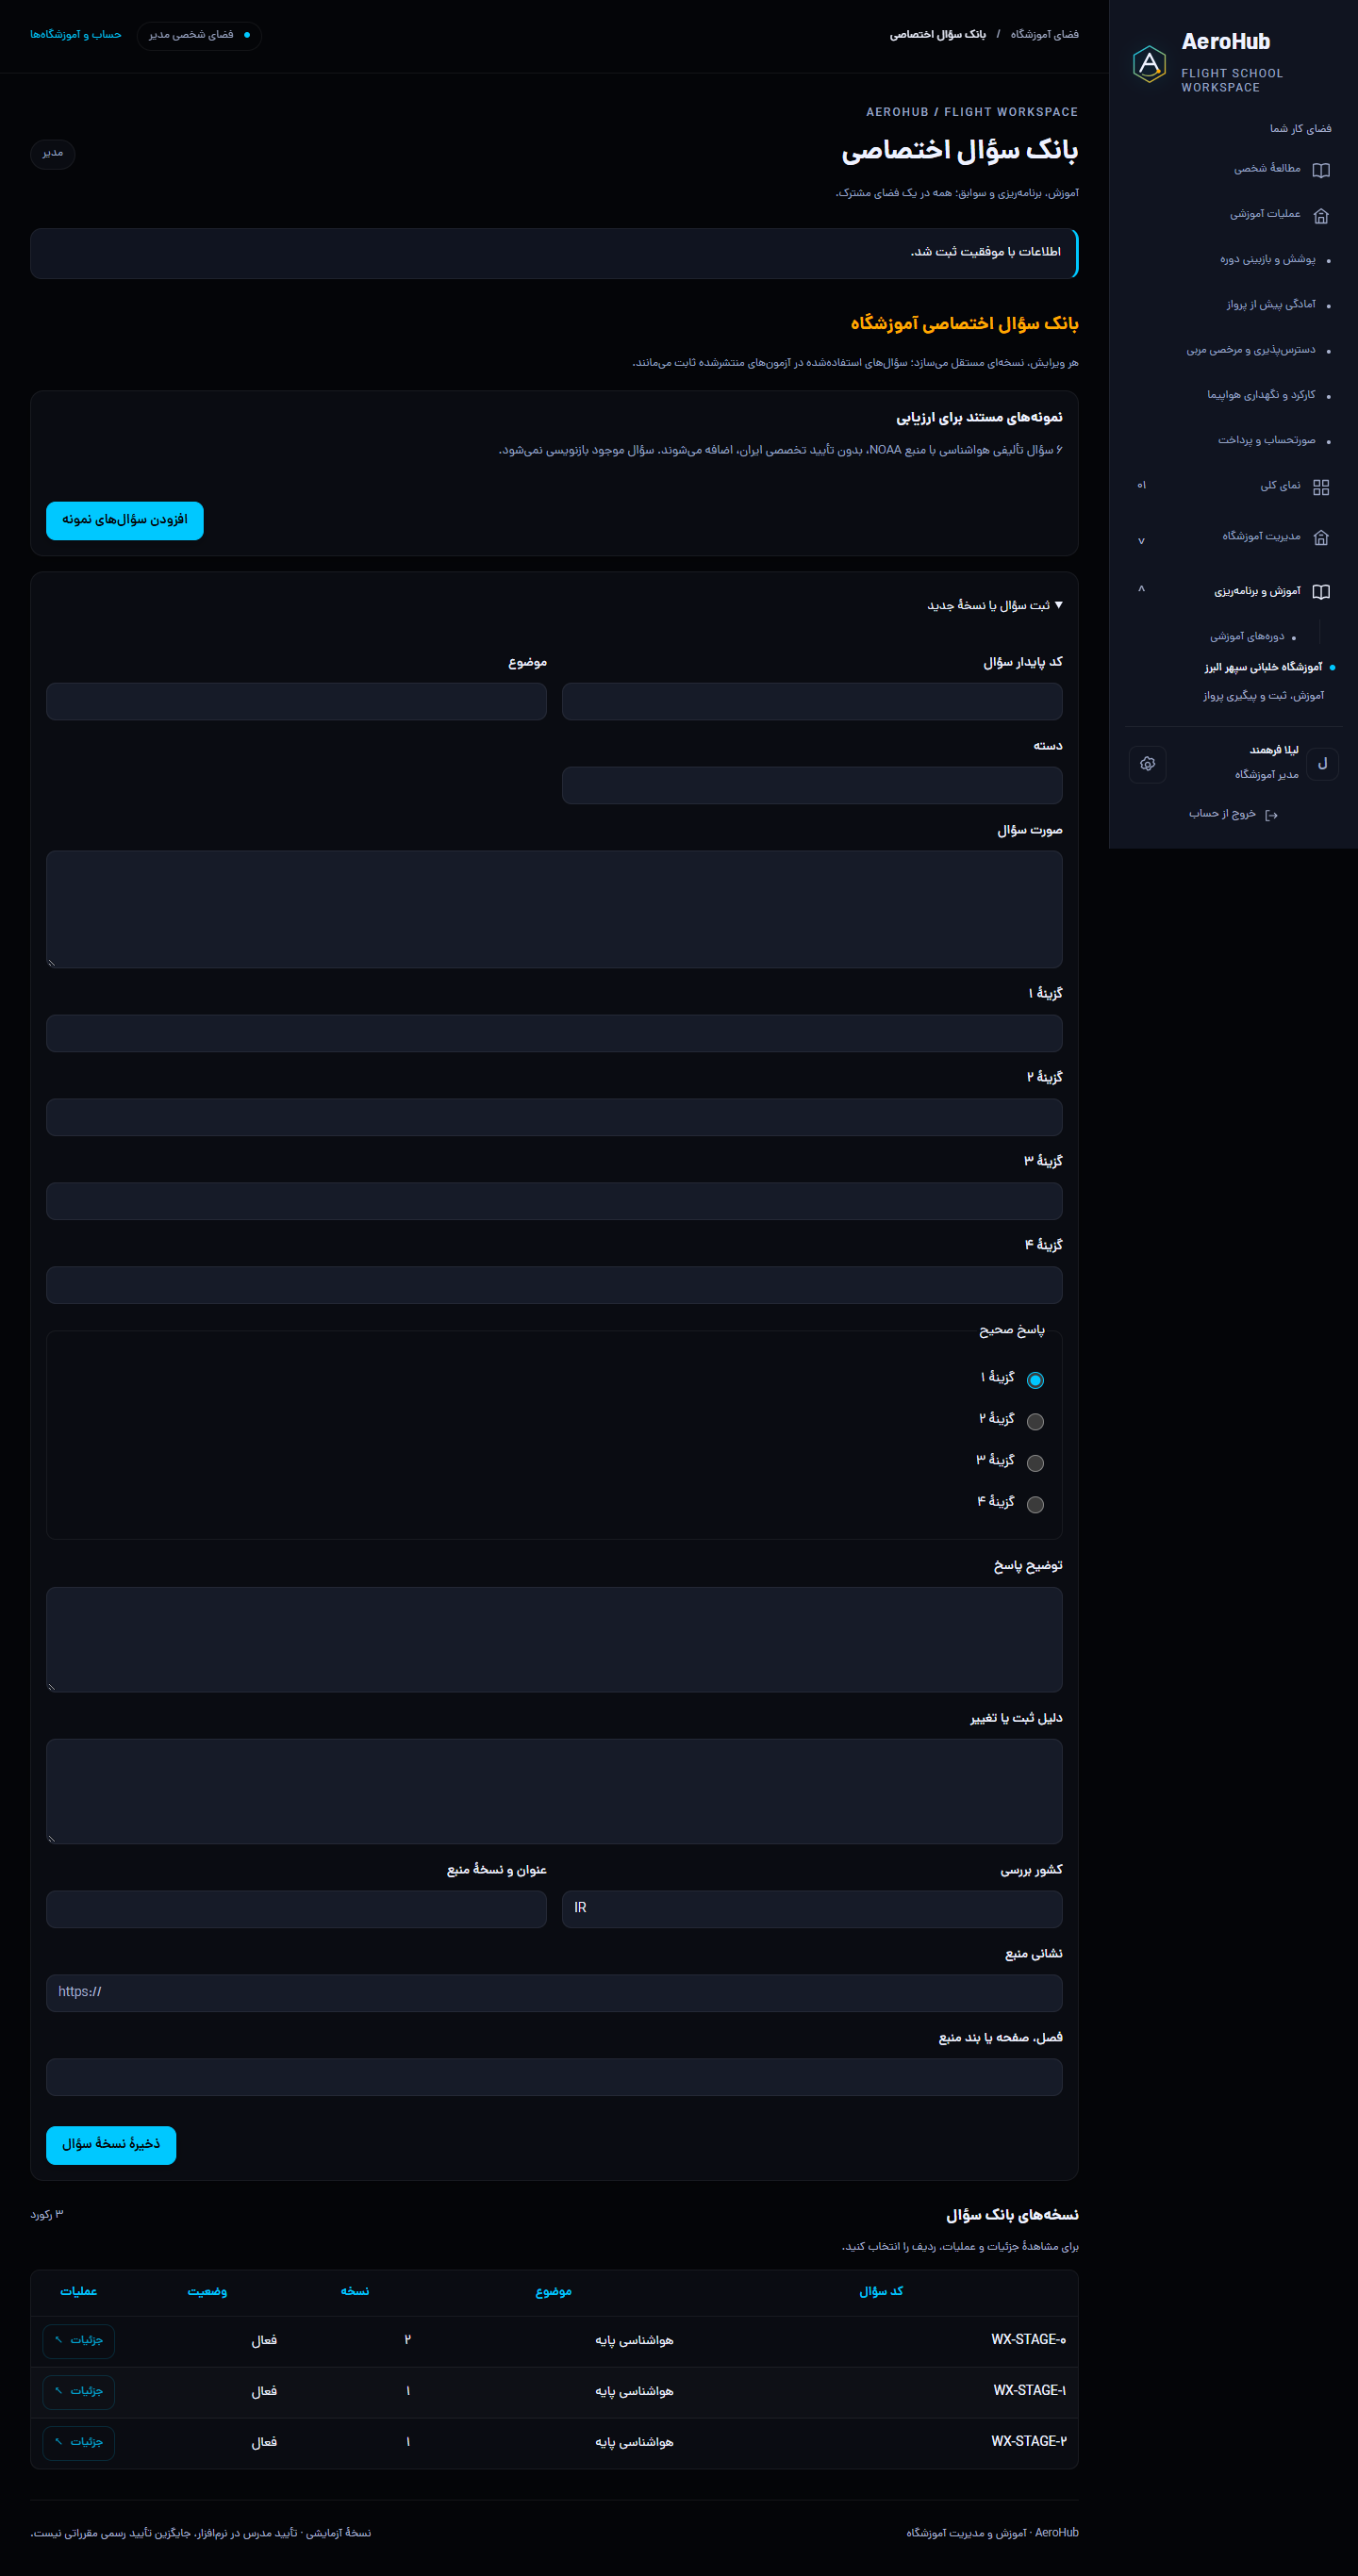 AeroHub
FLIGHT SCHOOL
WORKSPACE
فضای کار شما
مطالعهٔ شخصی
عملیات آموزشی
پوشش و بازبینی دوره
آمادگی پیش از پرواز
دسترس‌پذیری و مرخصی مربی
کارکرد و نگهداری هواپیما
صورتحساب و پرداخت
نمای کلی ۰۱
مدیریت آموزشگاه
آموزش و برنامه‌ریزی
دوره‌های آموزشی
آموزشگاه خلبانی سپهر البرز
آموزش، ثبت و پیگیری پرواز
ل
لیلا فرهمند
مدیر آموزشگاه
خروج از حساب
فضای آموزشگاه / بانک سؤال اختصاصی
فضای شخصی مدیر
حساب و آموزشگاه‌ها
AEROHUB / FLIGHT WORKSPACE
بانک سؤال اختصاصی
مدیر
آموزش، برنامه‌ریزی و سوابق؛ همه در یک فضای مشترک.
اطلاعات با موفقیت ثبت شد.
بانک سؤال اختصاصی آموزشگاه
هر ویرایش، نسخه‌ای مستقل می‌سازد؛ سؤال‌های استفاده‌شده در آزمون‌های منتشرشده ثابت می‌مانند.
نمونه‌های مستند برای ارزیابی
۶ سؤال تألیفی هواشناسی با منبع NOAA، بدون تأیید تخصصی ایران، اضافه می‌شوند. سؤال موجود بازنویسی نمی‌شود.
افزودن سؤال‌های نمونه
ثبت سؤال یا نسخهٔ جدید
کد پایدار سؤال
موضوع
دسته
صورت سؤال
گزینهٔ ۱
گزینهٔ ۲
گزینهٔ ۳
گزینهٔ ۴
پاسخ صحیح
گزینهٔ ۱
گزینهٔ ۲
گزینهٔ ۳
گزینهٔ ۴
توضیح پاسخ
دلیل ثبت یا تغییر
کشور بررسی
عنوان و نسخهٔ منبع
IR
نشانی منبع
https://
فصل، صفحه یا بند منبع
ذخیرهٔ نسخهٔ سؤال
نسخه‌های بانک سؤال
۳ رکورد
برای مشاهدهٔ جزئیات و عملیات، ردیف را انتخاب کنید.
کد سؤال موضوع نسخه وضعیت عملیات
WX-STAGE-۰ هواشناسی پایه ۲ فعال جزئیات
WX-STAGE-۱ هواشناسی پایه ۱ فعال جزئیات
WX-STAGE-۲ هواشناسی پایه ۱ فعال جزئیات
AeroHub · آموزش و مدیریت آموزشگاه
نسخهٔ آزمایشی · تأیید مدرس در نرم‌افزار، جایگزین تأیید رسمی مقرراتی نیست.